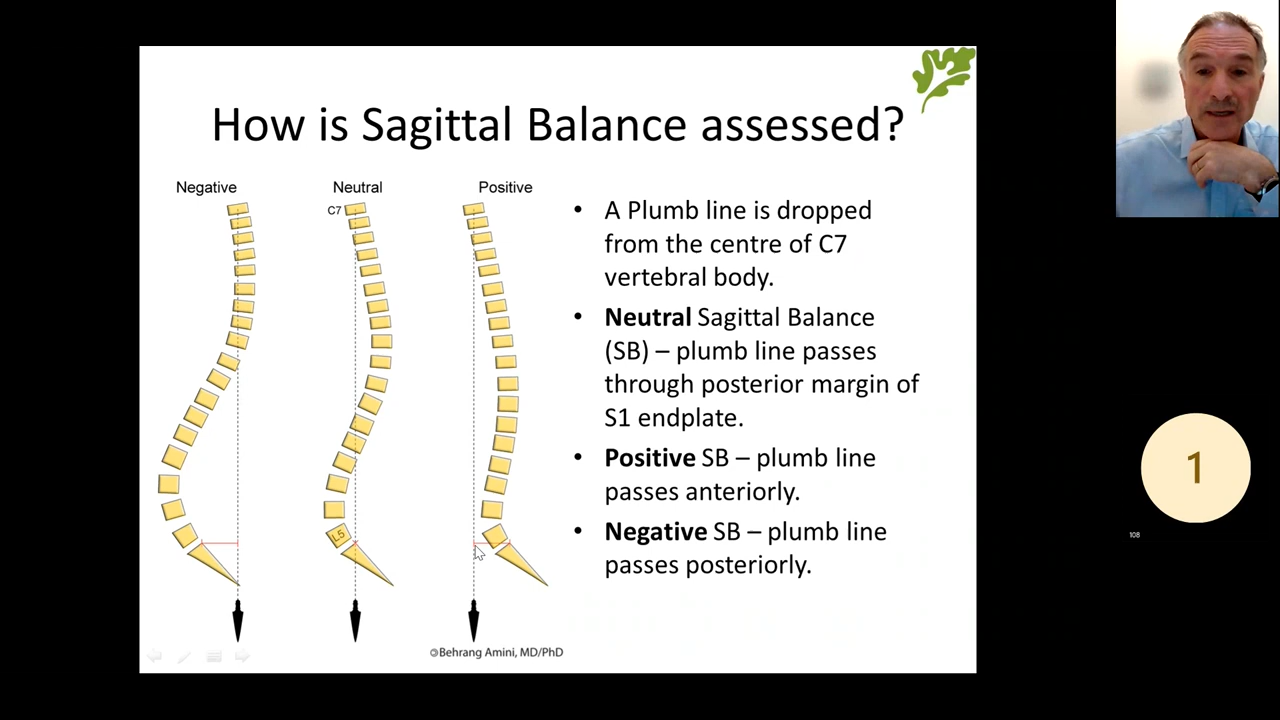 How is Sagittal Balance assessed?
Negative
Neutral
Positive
C7
L5
• A Plumb line is dropped
from the centre of C7
vertebral body.
• Neutral Sagittal Balance
(SB) – plumb line passes
through posterior margin of
S1 endplate.
• Positive SB – plumb line
passes anteriorly.
• Negative SB – plumb line
passes posteriorly.
©Behrang Amini, MD/PhD
1
108